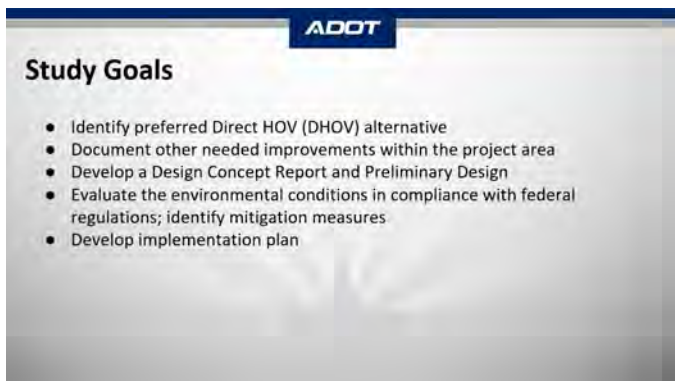 ADOT
Study Goals
● Identify preferred Direct HOV (DHOV) alternative
● Document other needed improvements within the project area
● Develop a Design Concept Report and Preliminary Design
● Evaluate the environmental conditions in compliance with federal
regulations; identify mitigation measures
● Develop implementation plan